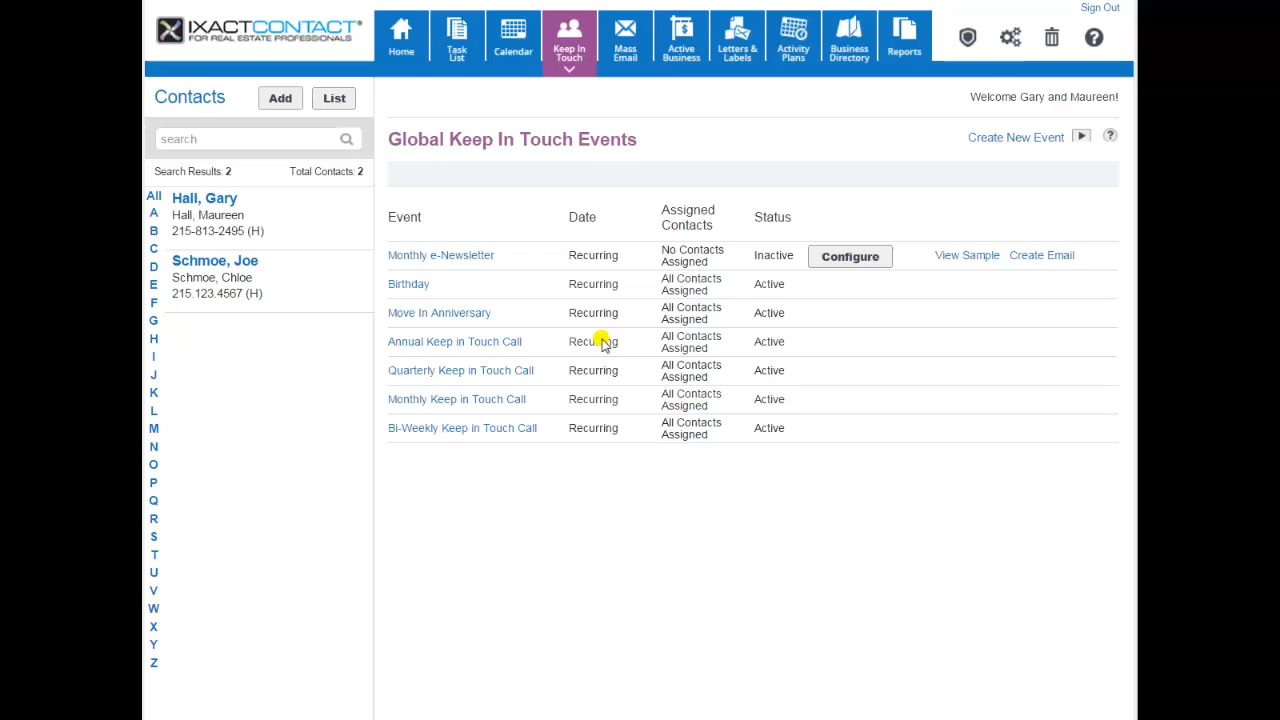 Sign Out
IXACTCONTACT®
FOR REAL ESTATE PROFESSIONALS
Home
Task List
Calendar
Keep In Touch
Mass Email
Active Business
Letters & Labels
Activity Plans
Business Directory
Reports
?
Contacts
Add
List
Welcome Gary and Maureen!
search
Global Keep In Touch Events
Create New Event
?
Search Results: 2
Total Contacts: 2
All
A
B
C
D
E
F
G
H
I
J
K
L
M
N
O
P
Q
R
S
T
U
V
W
X
Y
Z
Hall, Gary
Hall, Maureen
215-813-2495 (H)
Schmoe, Joe
Schmoe, Chloe
215.123.4567 (H)
Event Date Assigned Contacts Status
Monthly e-Newsletter Recurring No Contacts Assigned Inactive Configure View Sample Create Email
Birthday Recurring All Contacts Assigned Active
Move In Anniversary Recurring All Contacts Assigned Active
Annual Keep in Touch Call Recurring All Contacts Assigned Active
Quarterly Keep in Touch Call Recurring All Contacts Assigned Active
Monthly Keep in Touch Call Recurring All Contacts Assigned Active
Bi-Weekly Keep in Touch Call Recurring All Contacts Assigned Active